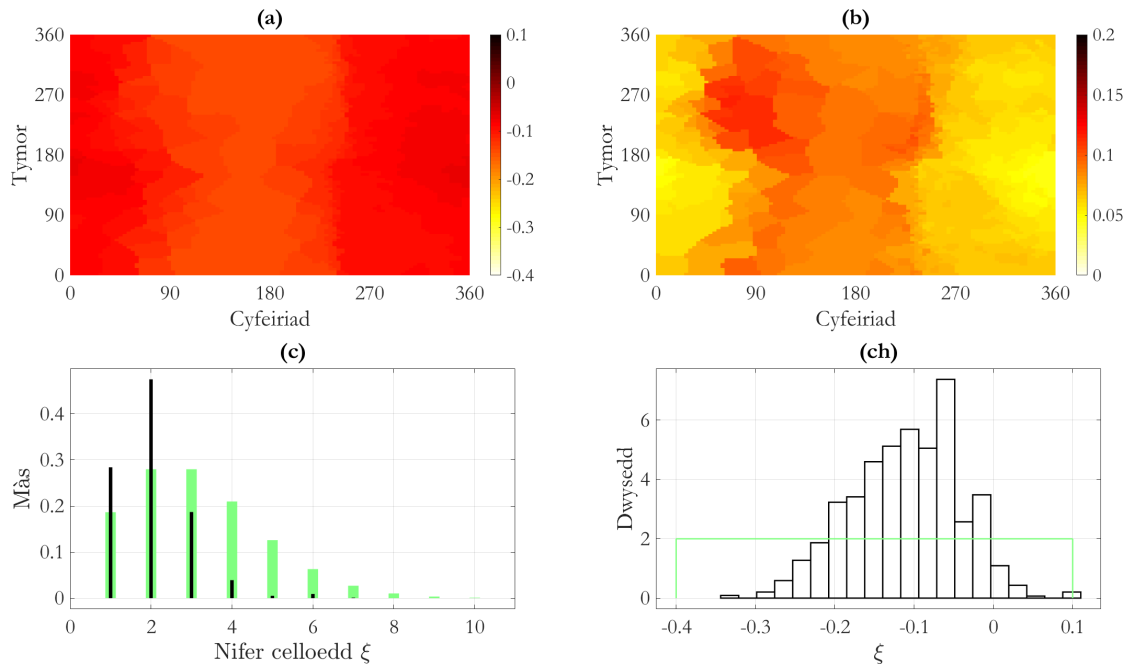 (a)
Tymor
360
270
180
90
0
0 90 180 270 360
Cyfeiriad
0.1
0
-0.1
-0.2
-0.3
-0.4
(b)
Tymor
360
270
180
90
0
0 90 180 270 360
Cyfeiriad
0.2
0.15
0.1
0.05
0
(c)
Màs
0.4
0.3
0.2
0.1
0
0 2 4 6 8 10
Nifer celloedd ξ
(ch)
Dwysedd
6
4
2
0
-0.4 -0.3 -0.2 -0.1 0 0.1
ξ